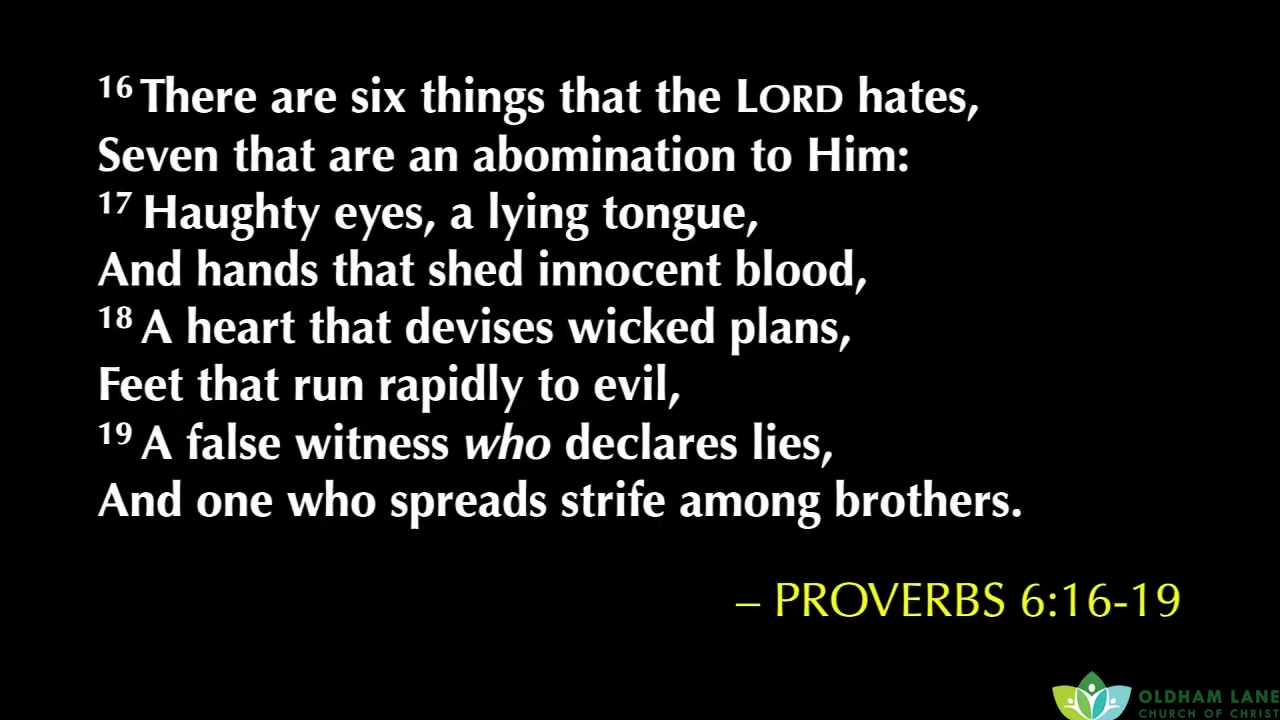 16 There are six things that the LORD hates,
Seven that are an abomination to Him:
17 Haughty eyes, a lying tongue,
And hands that shed innocent blood,
18 A heart that devises wicked plans,
Feet that run rapidly to evil,
19 A false witness who declares lies,
And one who spreads strife among brothers.
– PROVERBS 6:16-19
OLDHAM LANE
CHURCH OF CHRIST